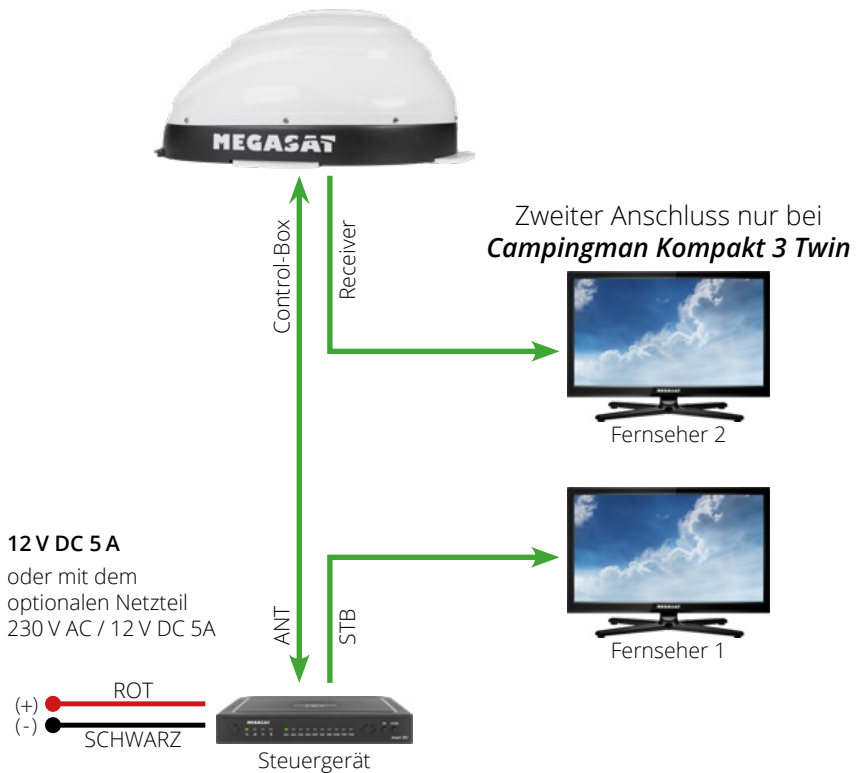 MEGASAT
Control-Box
Receiver
Zweiter Anschluss nur bei
Campingman Kompakt 3 Twin
MEGASAT
Fernseher 2
12 V DC 5 A
oder mit dem
optionalen Netzteil
230 V AC / 12 V DC 5A
ANT
STB
MEGASAT
Fernseher 1
(+)
ROT
(-)
SCHWARZ
MEGASAT
Steuergerät